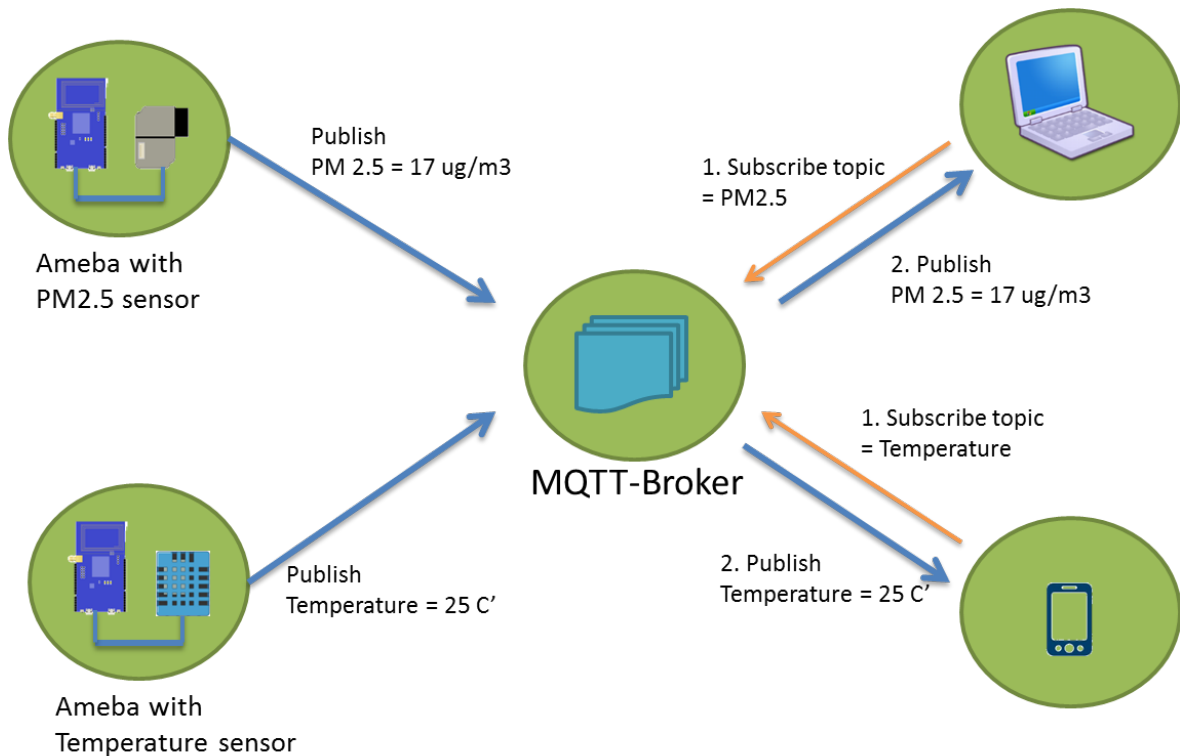 Publish
PM 2.5 = 17 ug/m3
1. Subscribe topic
= PM2.5
Ameba with
PM2.5 sensor
2. Publish
PM 2.5 = 17 ug/m3
MQTT-Broker
1. Subscribe topic
= Temperature
Publish
Temperature = 25 C’
2. Publish
Temperature = 25 C’
Ameba with
Temperature sensor